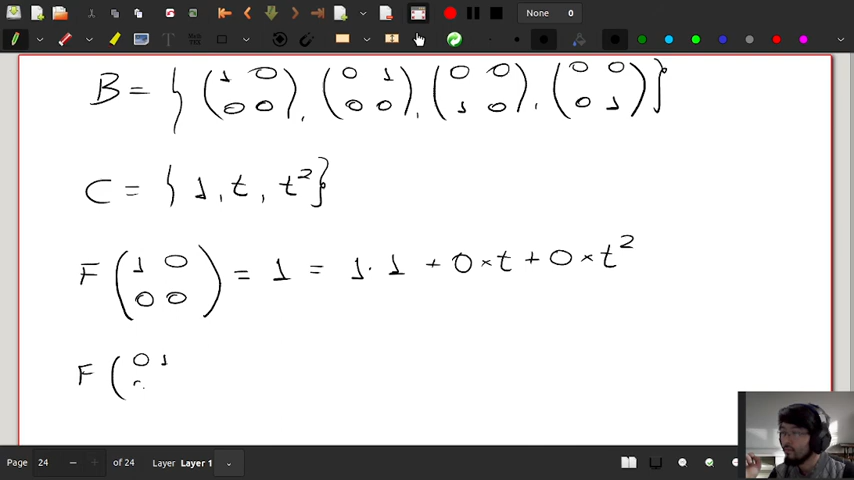 None 0
B = { ( 1 0 0 0 ), ( 0 1 0 0 ), ( 0 0 1 0 ), ( 0 0 0 1 ) }
C = { 1, t, t² }
F ( 1 0 0 0 ) = 1 = 1 · 1 + 0 × t + 0 × t²
F ( 0 1
Page 24 of 24 Layer Layer 1